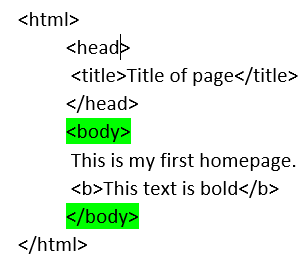 <html>
<head>
<title>Title of page</title>
</head>
<body>
This is my first homepage.
<b>This text is bold</b>
</body>
</html>